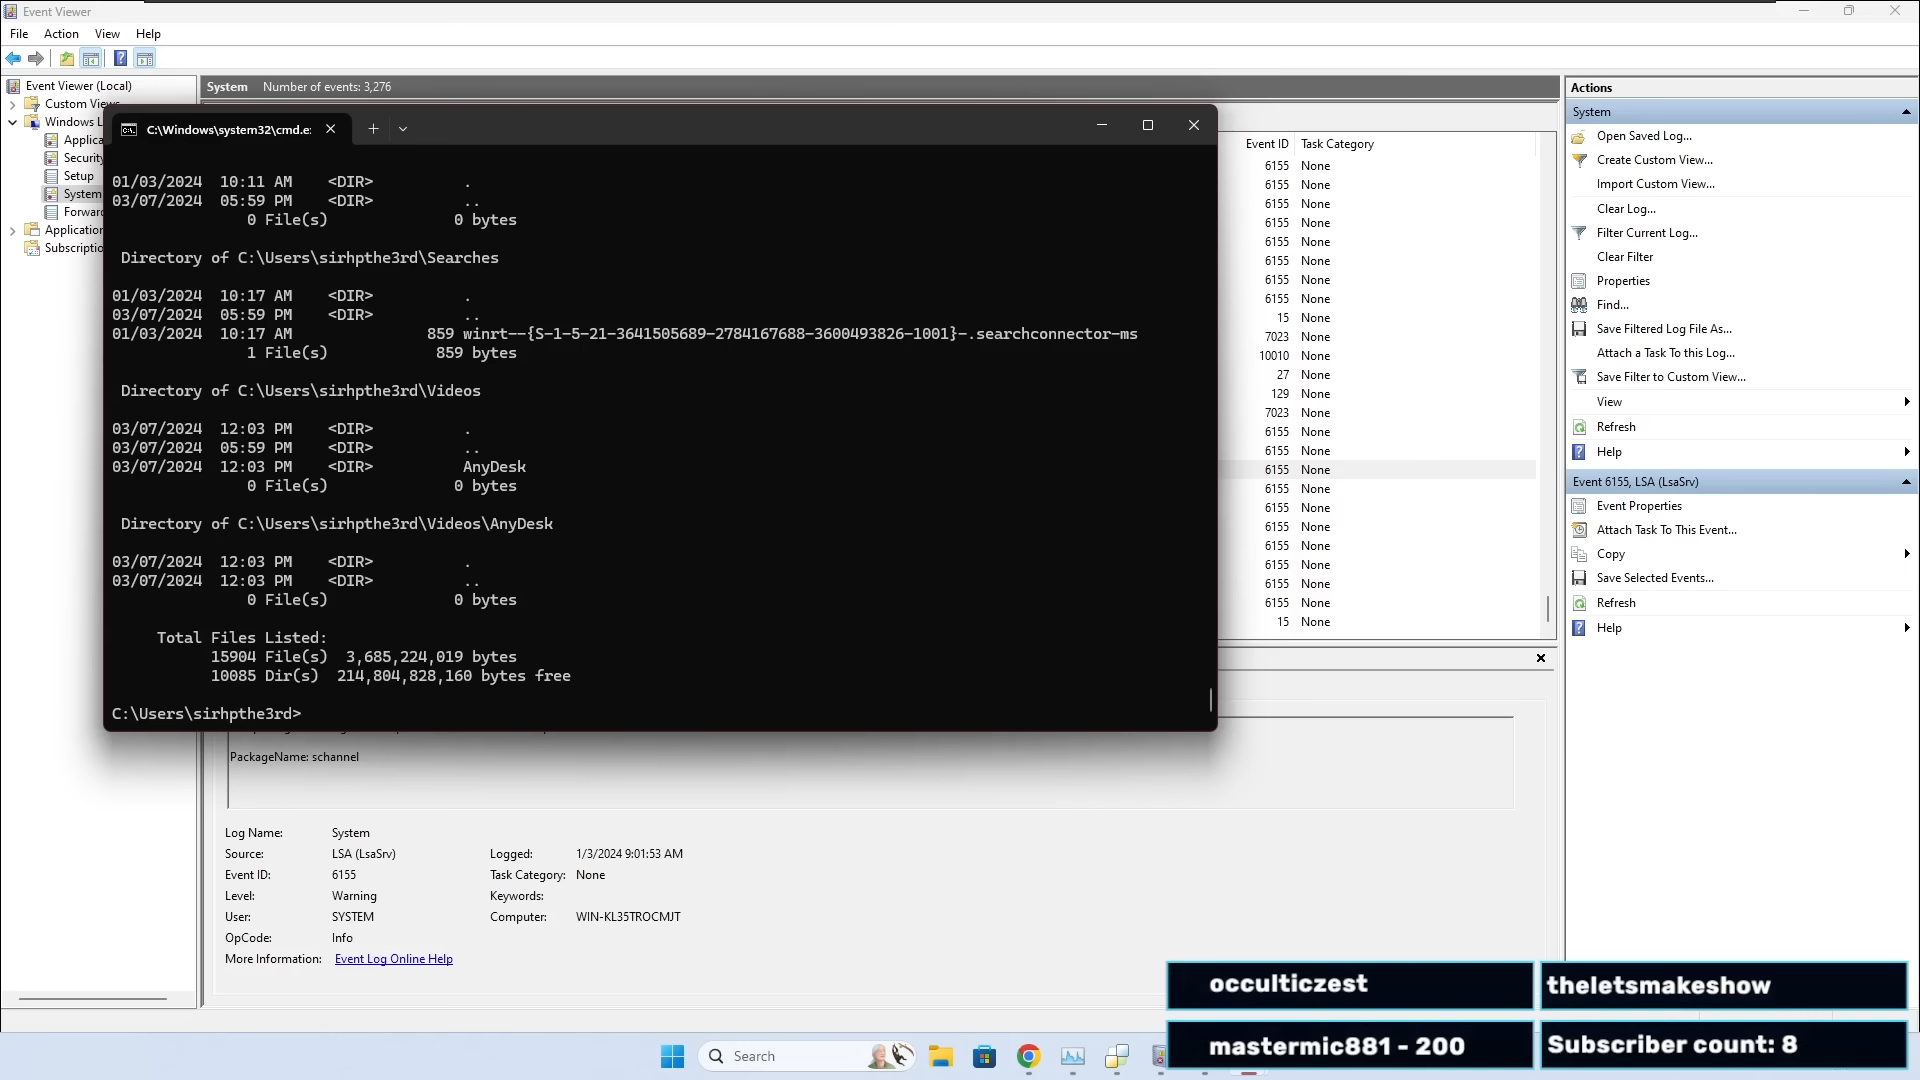 Event Viewer
File Action View Help
Event Viewer (Local)
Custom Views
Windows L
Applica
Security
Setup
System
Forward
Application
Subscriptio
System Number of events: 3,276
C:\Windows\system32\cmd.e:
01/03/2024 10:11 AM <DIR> .
03/07/2024 05:59 PM <DIR> ..
0 File(s) 0 bytes
Directory of C:\Users\sirhpthe3rd\Searches
01/03/2024 10:17 AM <DIR> .
03/07/2024 05:59 PM <DIR> ..
01/03/2024 10:17 AM 859 winrt--{S-1-5-21-3641505689-2784167688-3600493826-1001}-.searchconnector-ms
1 File(s) 859 bytes
Directory of C:\Users\sirhpthe3rd\Videos
03/07/2024 12:03 PM <DIR> .
03/07/2024 05:59 PM <DIR> ..
03/07/2024 12:03 PM <DIR> AnyDesk
0 File(s) 0 bytes
Directory of C:\Users\sirhpthe3rd\Videos\AnyDesk
03/07/2024 12:03 PM <DIR> .
03/07/2024 12:03 PM <DIR> ..
0 File(s) 0 bytes
Total Files Listed:
15904 File(s) 3,685,224,019 bytes
10085 Dir(s) 214,804,828,160 bytes free
C:\Users\sirhpthe3rd>
Event ID Task Category
6155 None
6155 None
6155 None
6155 None
6155 None
6155 None
6155 None
6155 None
15 None
7023 None
10010 None
27 None
129 None
7023 None
6155 None
6155 None
6155 None
6155 None
6155 None
6155 None
6155 None
6155 None
6155 None
6155 None
15 None
PackageName: schannel
Log Name: System
Source: LSA (LsaSrv) Logged: 1/3/2024 9:01:53 AM
Event ID: 6155 Task Category: None
Level: Warning Keywords:
User: SYSTEM Computer: WIN-KL35TROCMJT
OpCode: Info
More Information: Event Log Online Help
Actions
System
Open Saved Log...
Create Custom View...
Import Custom View...
Clear Log...
Filter Current Log...
Clear Filter
Properties
Find...
Save Filtered Log File As...
Attach a Task To this Log...
Save Filter to Custom View...
View
Refresh
Help
Event 6155, LSA (LsaSrv)
Event Properties
Attach Task To This Event...
Copy
Save Selected Events...
Refresh
Help
occulticzest
theletsmakeshow
mastermic881 - 200
Subscriber count: 8
Search